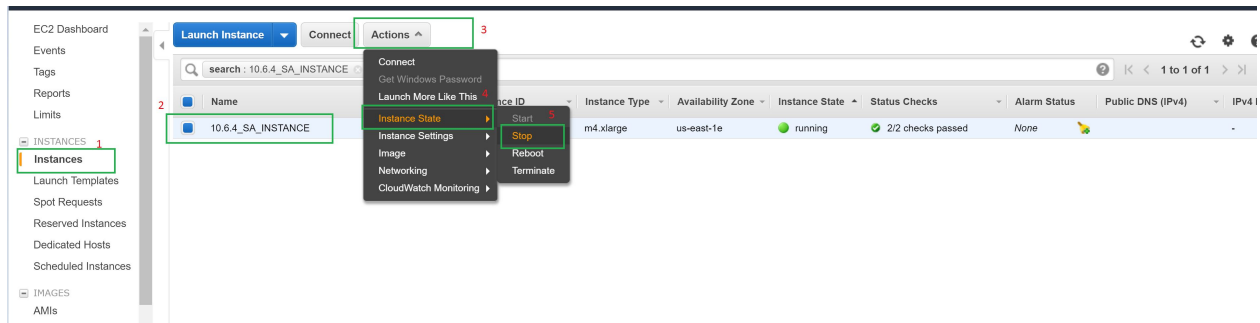 EC2 Dashboard
Events
Tags
Reports
Limits
INSTANCES 1
Instances
Launch Templates
Spot Requests
Reserved Instances
Dedicated Hosts
Scheduled Instances
IMAGES
AMIs
Launch Instance Connect Actions 3
search : 10.6.4_SA_INSTANCE 1 to 1 of 1
2 Name nce ID Instance Type Availability Zone Instance State Status Checks Alarm Status Public DNS (IPv4) IPv4
10.6.4_SA_INSTANCE m4.xlarge us-east-1e running 2/2 checks passed None -
Connect
Get Windows Password
Launch More Like This 4
Instance State
Instance Settings
Image
Networking
CloudWatch Monitoring
Start 5
Stop
Reboot
Terminate